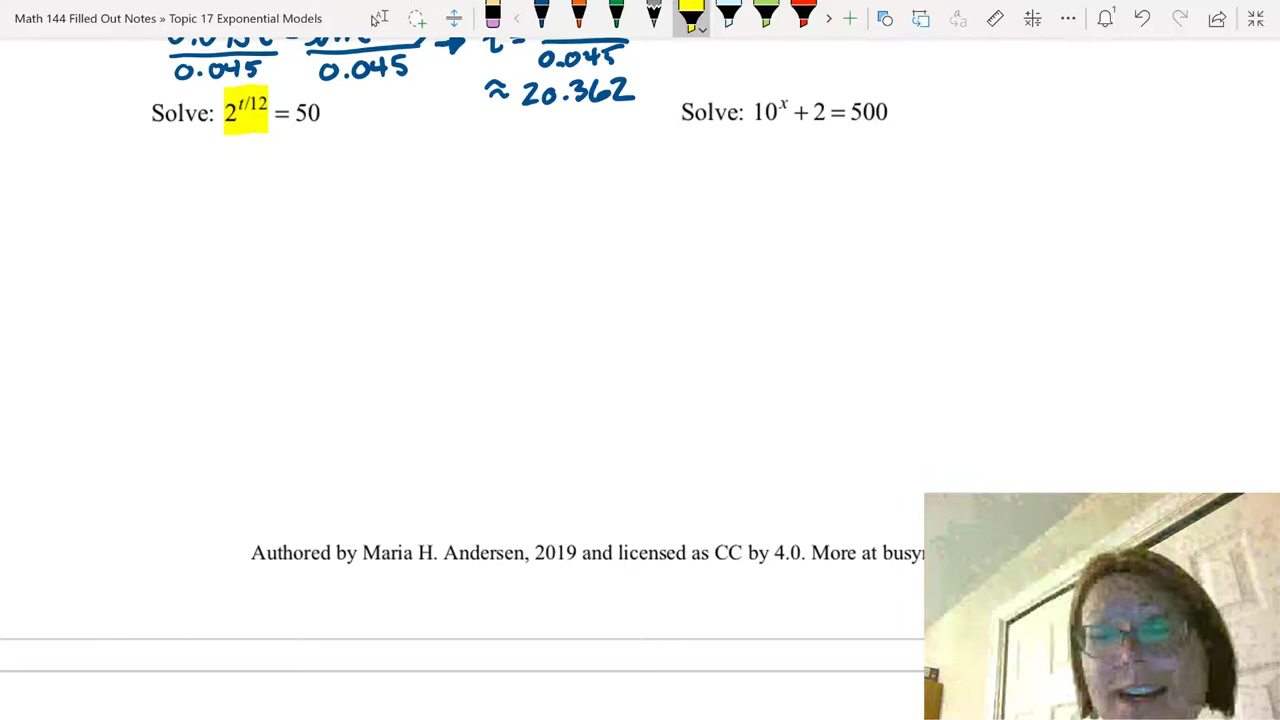 Math 144 Filled Out Notes » Topic 17 Exponential Models
0.045
0.045
0.045
≈ 20.362
Solve: 2^{t/12} = 50
Solve: 10^x + 2 = 500
Authored by Maria H. Andersen, 2019 and licensed as CC by 4.0. More at